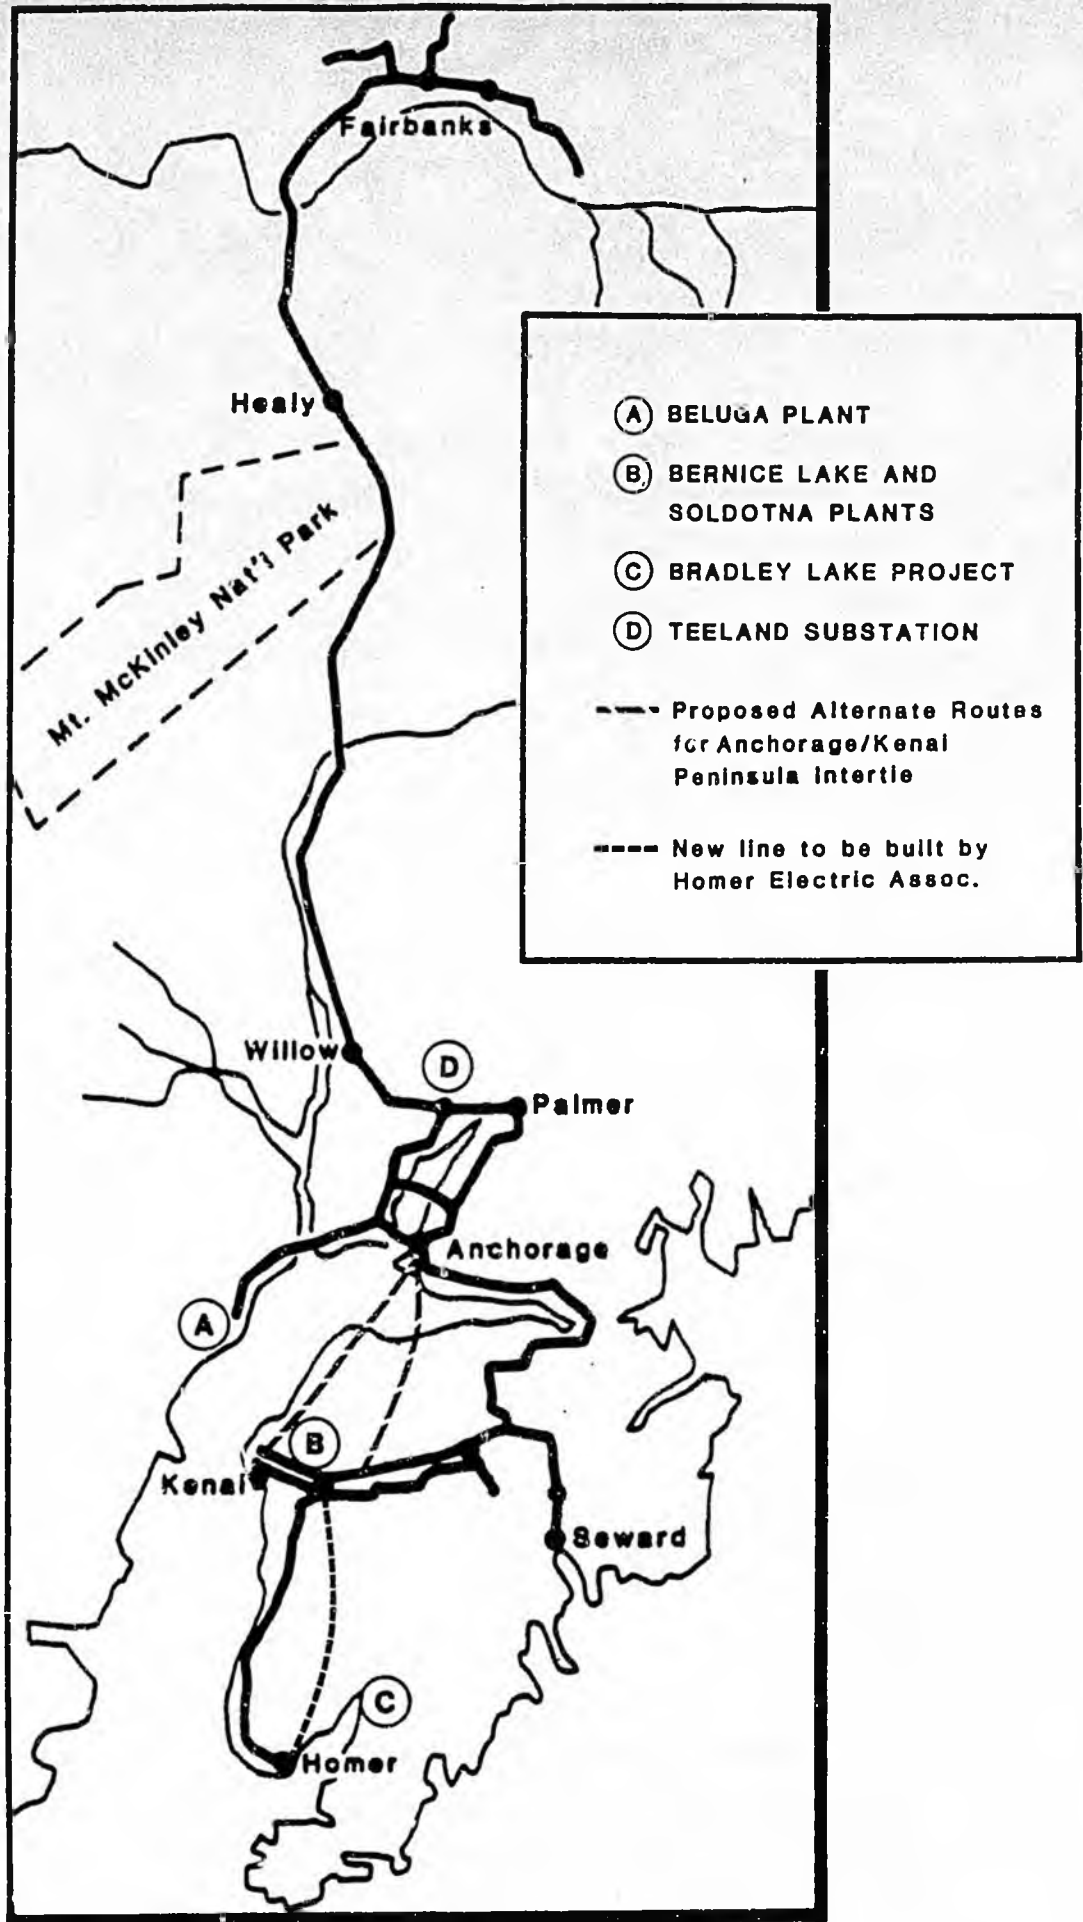 Fairbanks
Healy
Mt. McKinley Nat'l Park
(A) BELUGA PLANT
(B) BERNICE LAKE AND
SOLDOTNA PLANTS
(C) BRADLEY LAKE PROJECT
(D) TEELAND SUBSTATION
Proposed Alternate Routes
for Anchorage/Kenai
Peninsula Intertie
New line to be built by
Homer Electric Assoc.
Willow
D
Palmer
Anchorage
A
B
Kenai
Seward
C
Homer